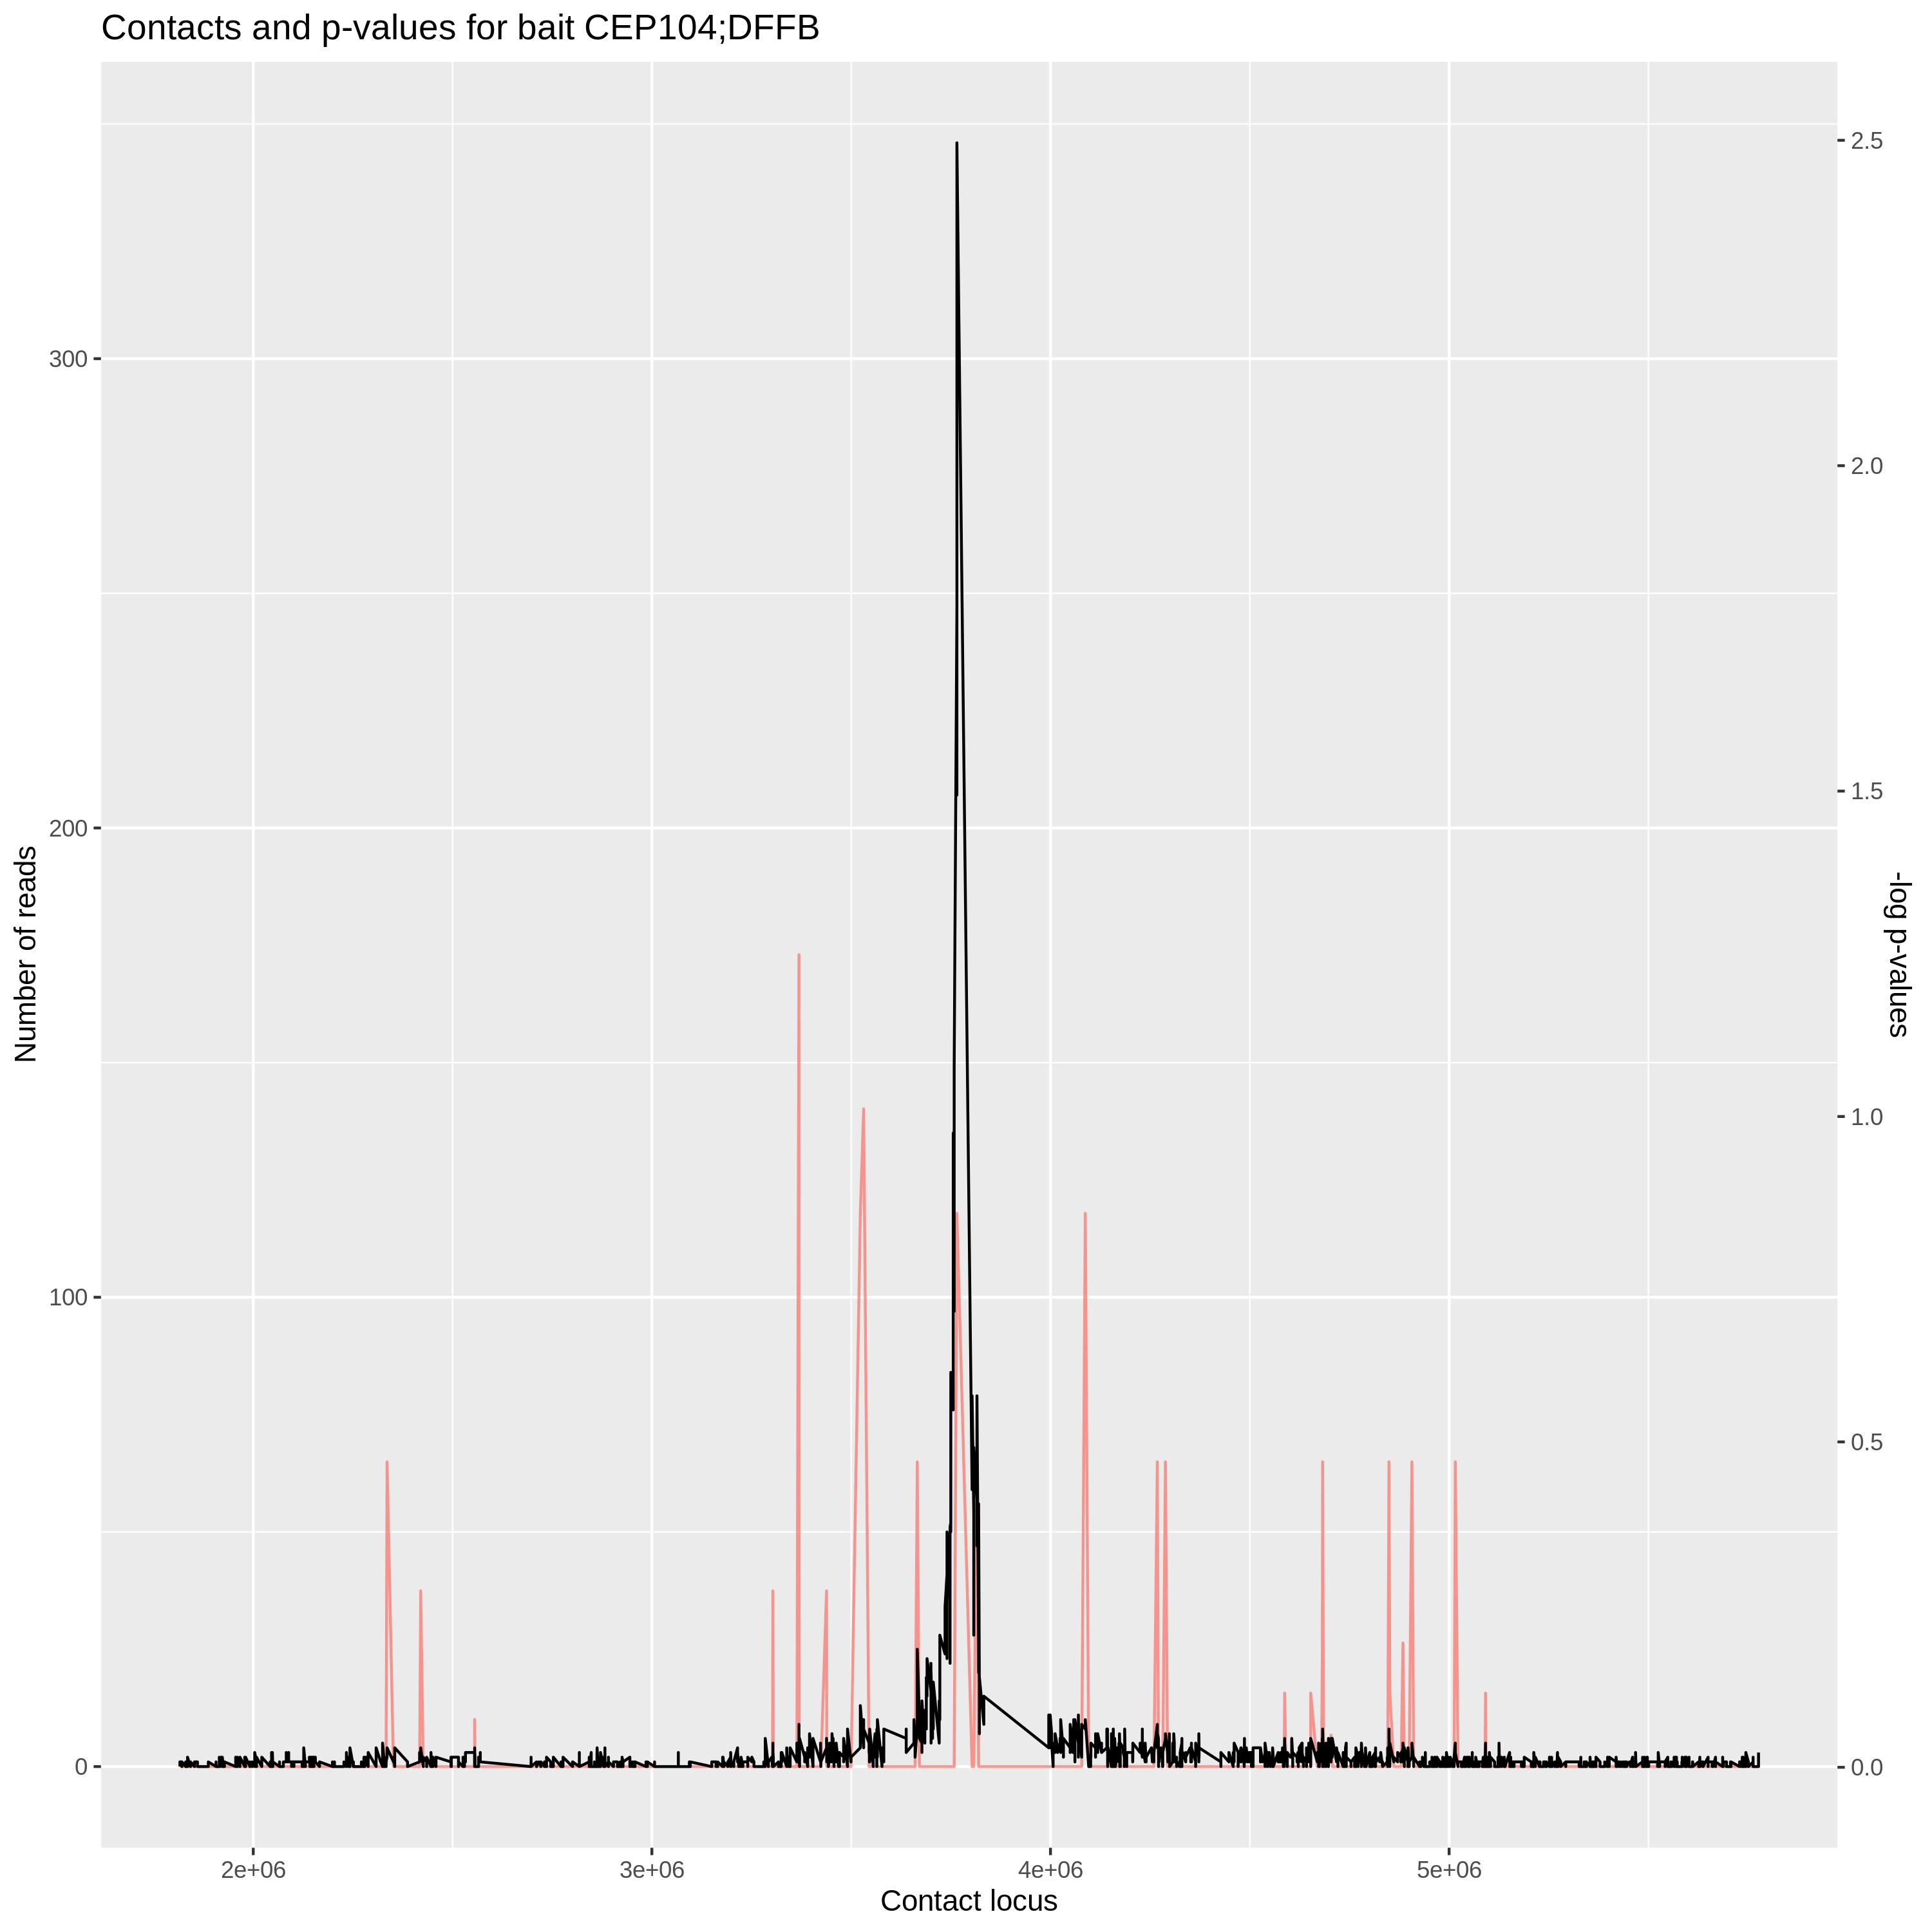 Contacts and p-values for bait CEP104;DFFB
300
200
100
0
Number of reads
2.5
2.0
1.5
1.0
0.5
0.0
-log p-values
2e+06
3e+06
4e+06
5e+06
Contact locus